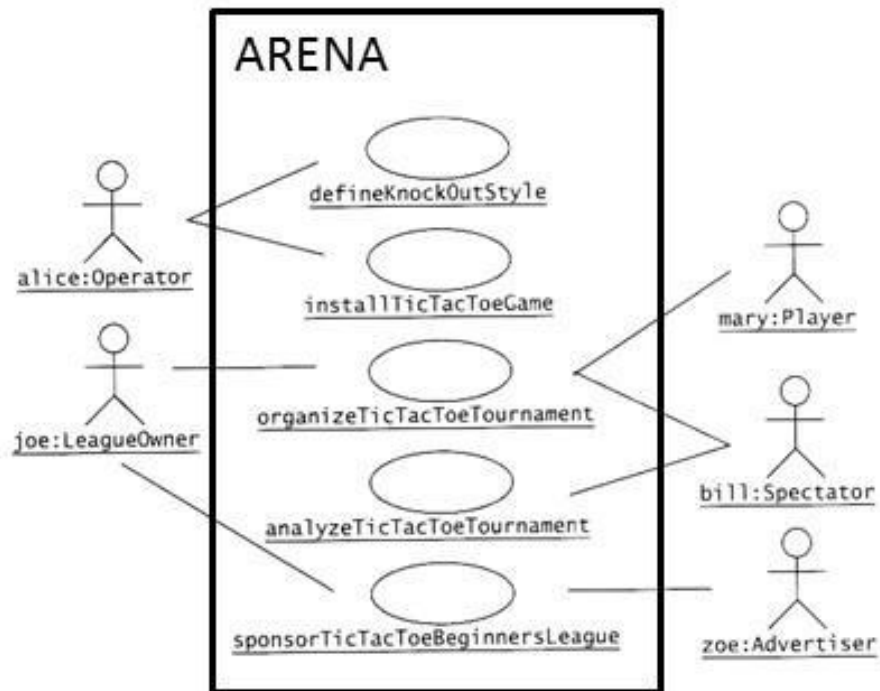 ARENA
defineKnockOutStyle
alice:Operator
installTicTacToeGame
mary:Player
organizeTicTacToeTournament
joe:LeagueOwner
bill:Spectator
analyzeTicTacToeTournament
sponsorTicTacToeBeginnersLeague
zoe:Advertiser